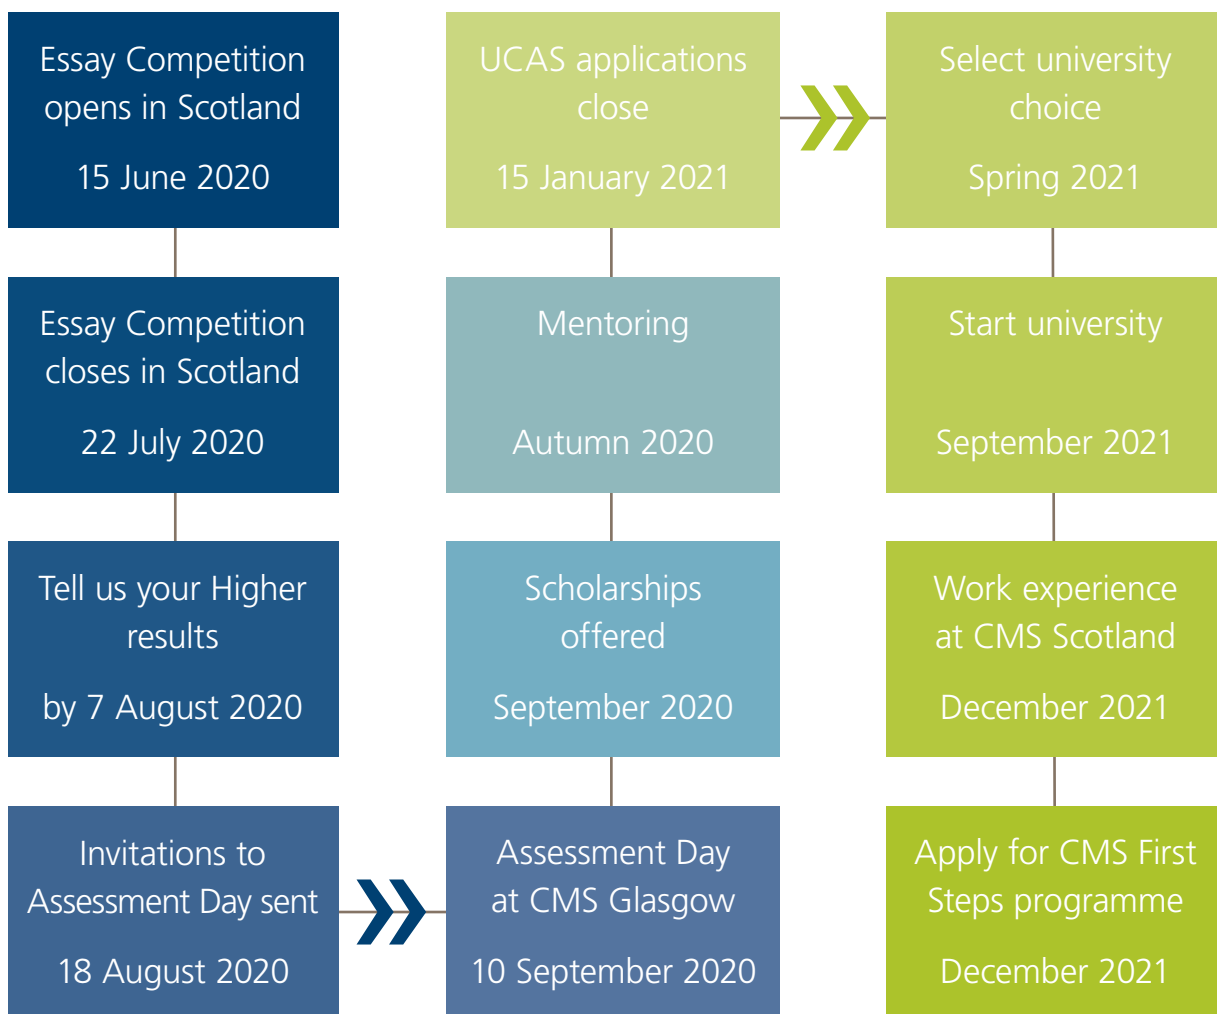 Essay Competition
opens in Scotland
15 June 2020
Essay Competition
closes in Scotland
22 July 2020
Tell us your Higher
results
by 7 August 2020
Invitations to
Assessment Day sent
18 August 2020
Assessment Day
at CMS Glasgow
10 September 2020
Scholarships
offered
September 2020
Mentoring
Autumn 2020
UCAS applications
close
15 January 2021
Select university
choice
Spring 2021
Start university
September 2021
Work experience
at CMS Scotland
December 2021
Apply for CMS First
Steps programme
December 2021